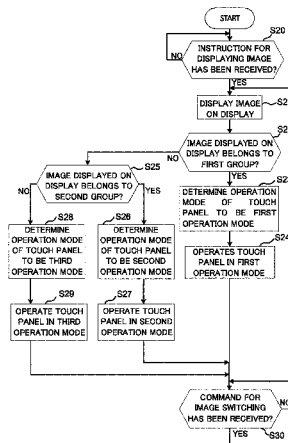 START
S20
INSTRUCTION FOR
DISPLAYING IMAGE
HAS BEEN RECEIVED?
NO
YES
DISPLAY IMAGE
ON DISPLAY
IMAGE DISPLAYED ON
DISPLAY BELONGS TO
FIRST GROUP?
NO
YES
S25
IMAGE DISPLAYED ON
DISPLAY BELONGS TO
SECOND GROUP?
NO
YES
DETERMINE OPERATION
MODE OF TOUCH
PANEL TO BE FIRST
OPERATION MODE
S28
DETERMINE
OPERATION MODE
OF TOUCH PANEL
TO BE THIRD
OPERATION MODE
S26
DETERMINE
OPERATION MODE
OF TOUCH PANEL
TO BE SECOND
OPERATION MODE
S24
OPERATES TOUCH
PANEL IN FIRST
OPERATION MODE
S29
OPERATE TOUCH
PANEL IN THIRD
OPERATION MODE
S27
OPERATE TOUCH
PANEL IN SECOND
OPERATION MODE
COMMAND FOR
IMAGE SWITCHING
HAS BEEN RECEIVED?
NO
YES
S30